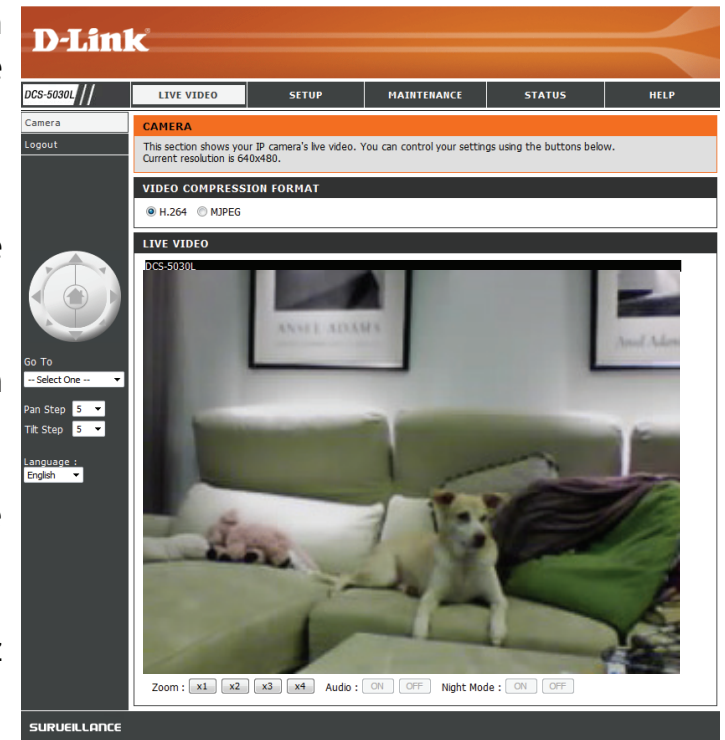 D-Link
DCS-5030L // LIVE VIDEO SETUP MAINTENANCE STATUS HELP
Camera
Logout
CAMERA
This section shows your IP camera's live video. You can control your settings using the buttons below.
Current resolution is 640x480.
VIDEO COMPRESSION FORMAT
H.264 MJPEG
LIVE VIDEO
DCS-5030L
ANSEL ADAMS
Ansel Adams
Go To
-- Select One --
Pan Step 5
Tilt Step 5
Language :
English
Zoom : x1 x2 x3 x4 Audio : ON OFF Night Mode : ON OFF
SURVEILLANCE